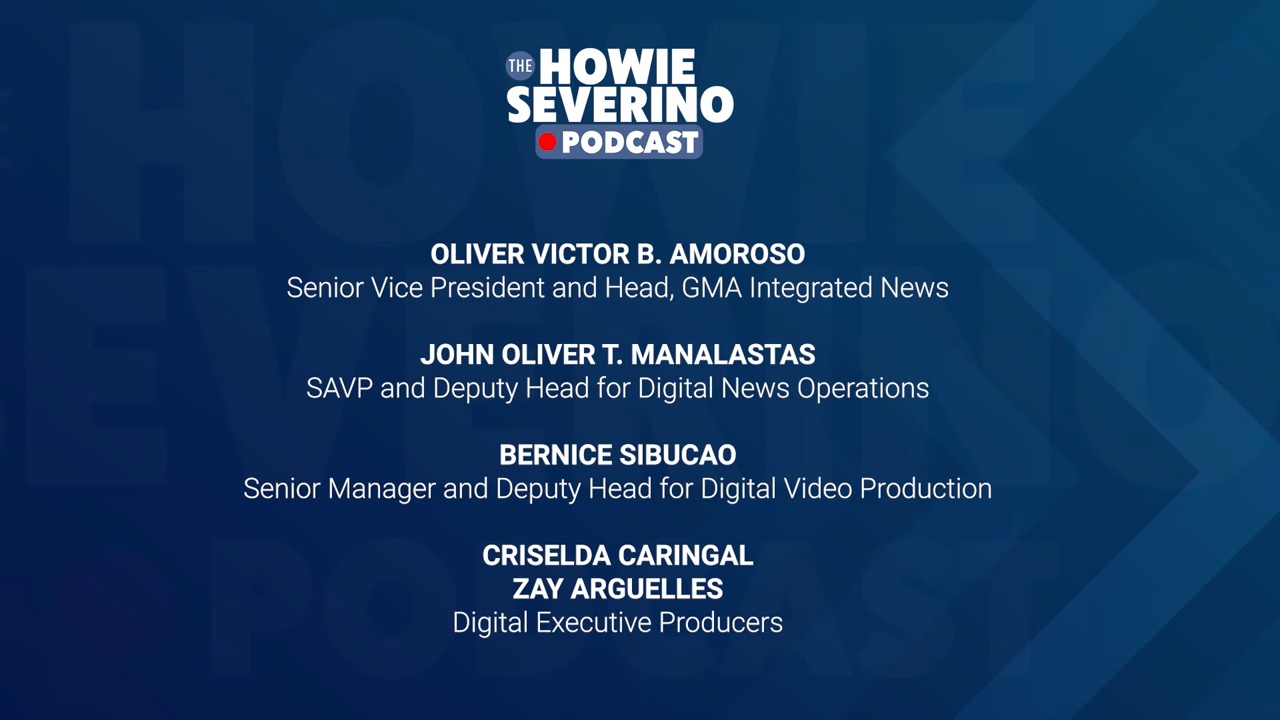 THE HOWIE
SEVERINO
PODCAST
OLIVER VICTOR B. AMOROSO
Senior Vice President and Head, GMA Integrated News
JOHN OLIVER T. MANALASTAS
SAVP and Deputy Head for Digital News Operations
BERNICE SIBUCAO
Senior Manager and Deputy Head for Digital Video Production
CRISELDA CARINGAL
ZAY ARGUELLES
Digital Executive Producers